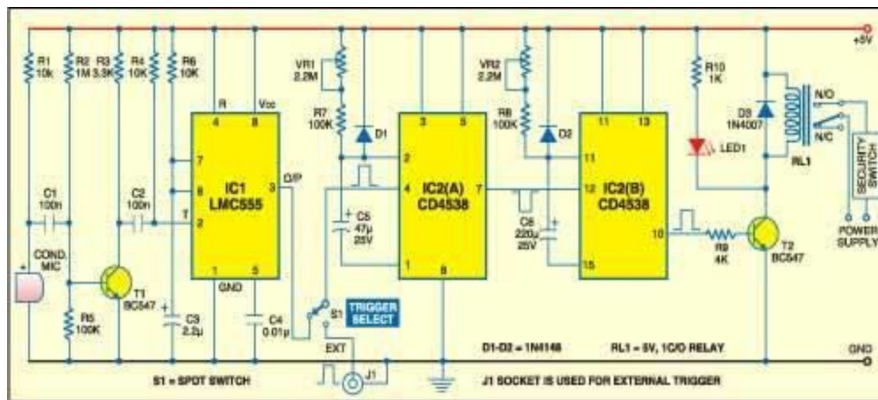 +5V
R1
10k
R2
1M
R3
3.3K
R4
10K
R6
10K
VR1
2.2M
R7
100K
D1
VR2
2.2M
R8
100K
D2
R10
1K
LED1
D3
1N4007
N/O
N/C
RL1
SECURITY
SWITCH
POWER
SUPPLY
R
Vcc
4
8
7
6
2
3
1
5
IC1
LMC555
GND
O/P
T
C1
100n
C2
100n
COND.
MIC
T1
BC547
R5
100K
C3
2.2µ
C4
0.01µ
C5
47µ
25V
3
5
2
4
7
1
8
IC2(A)
CD4538
C6
220µ
25V
11
13
11
12
10
15
IC2(B)
CD4538
R9
4K
T2
BC547
S1
TRIGGER
SELECT
EXT
J1
D1-D2 = 1N4148
RL1 = 5V, 1C/O RELAY
GND
S1 = SPDT SWITCH
J1 SOCKET IS USED FOR EXTERNAL TRIGGER